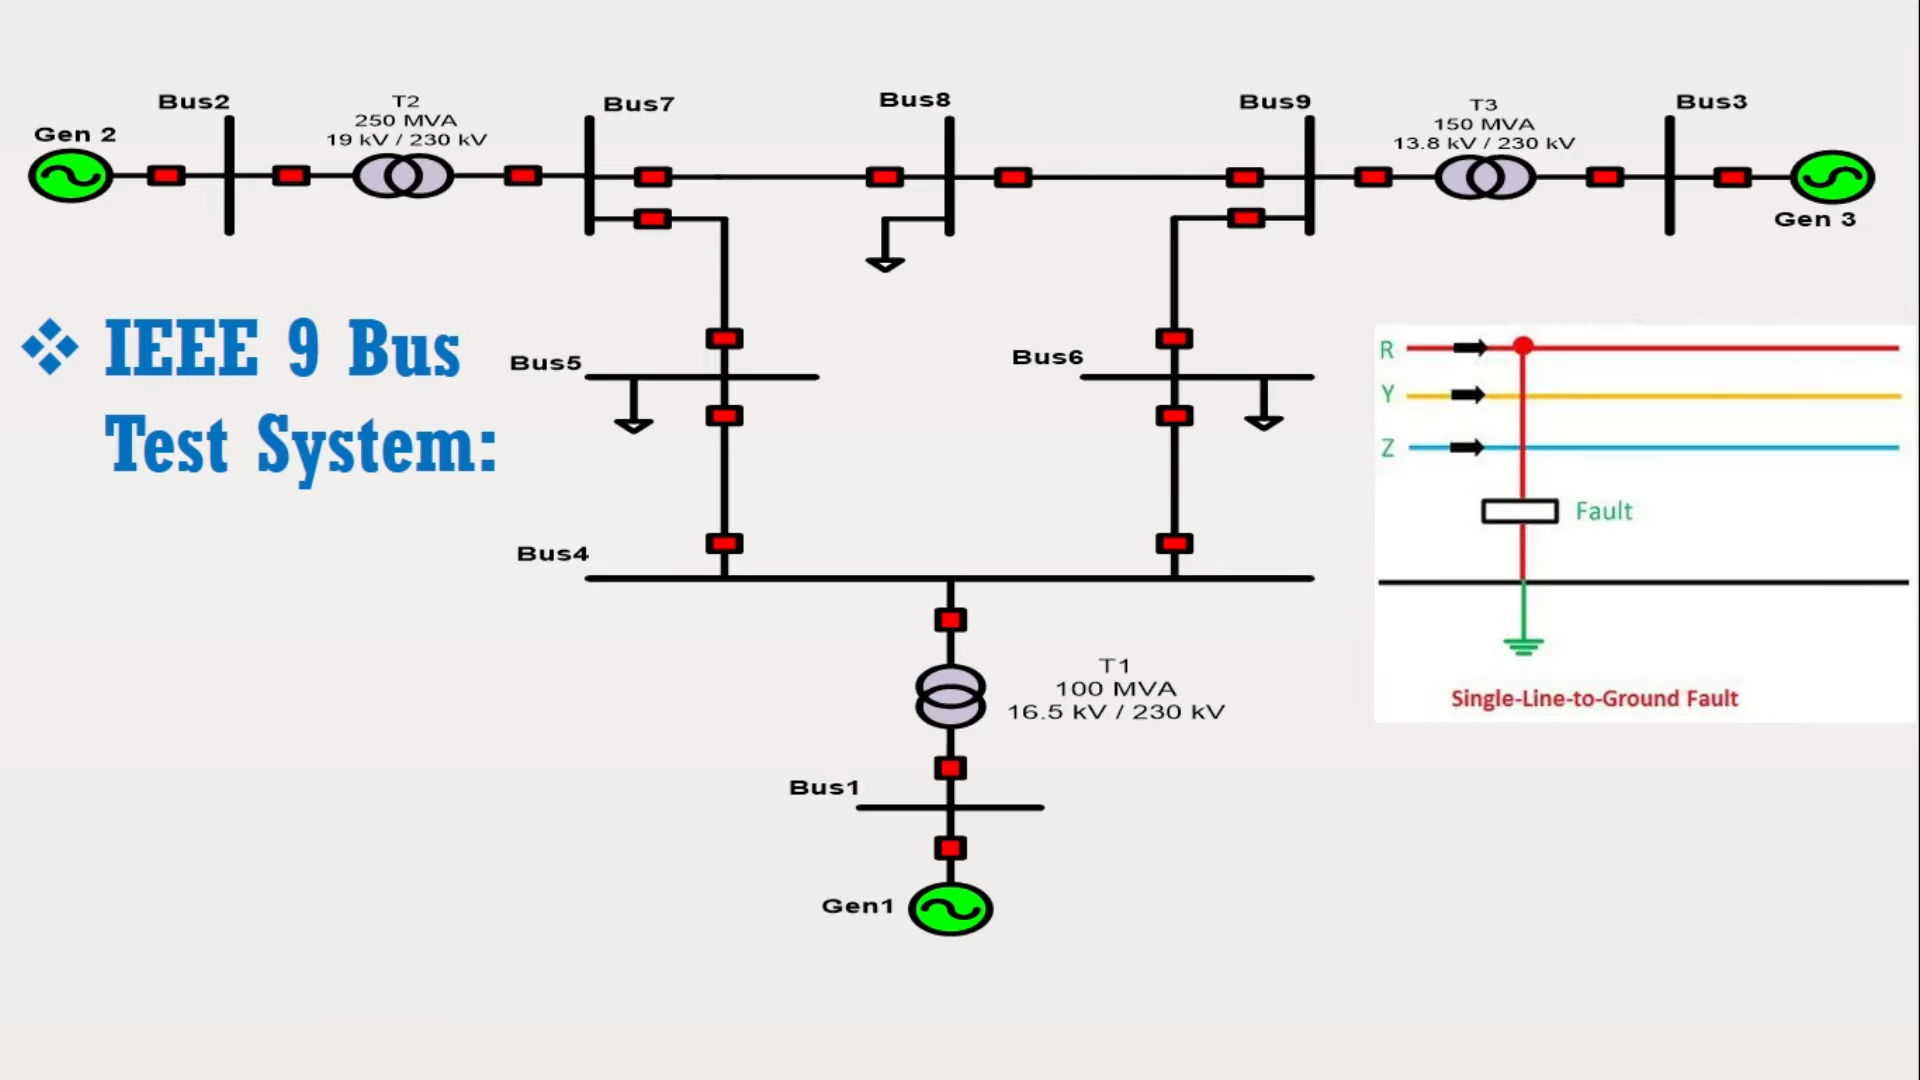 Bus2
T2
250 MVA
19 kV / 230 kV
Bus7
Bus8
Bus9
T3
150 MVA
13.8 kV / 230 kV
Bus3
Gen 2
Gen 3
❖ IEEE 9 Bus
Test System:
Bus5
Bus6
R
Y
Z
Fault
Bus4
Single-Line-to-Ground Fault
T1
100 MVA
16.5 kV / 230 kV
Bus1
Gen1